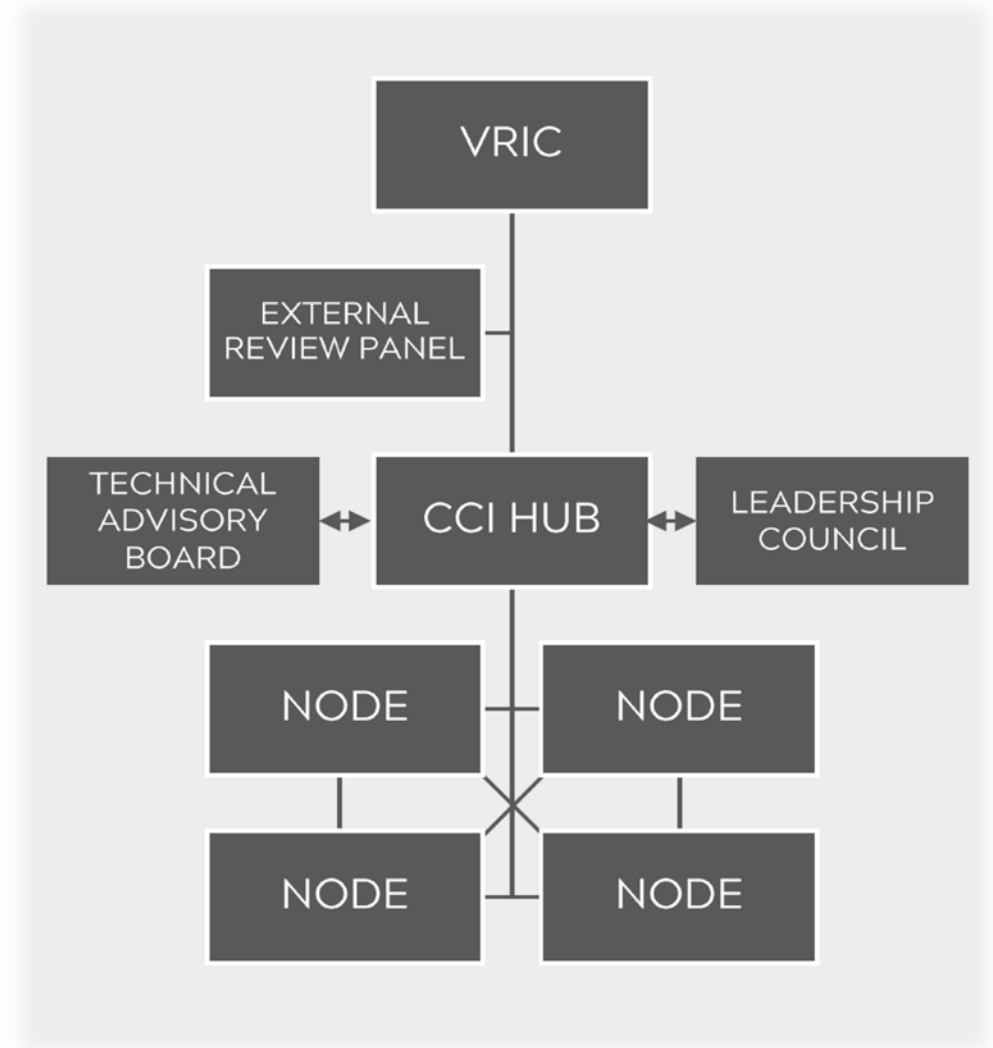 VRIC
EXTERNAL
REVIEW PANEL
TECHNICAL
ADVISORY
BOARD
CCI HUB
LEADERSHIP
COUNCIL
NODE
NODE
NODE
NODE